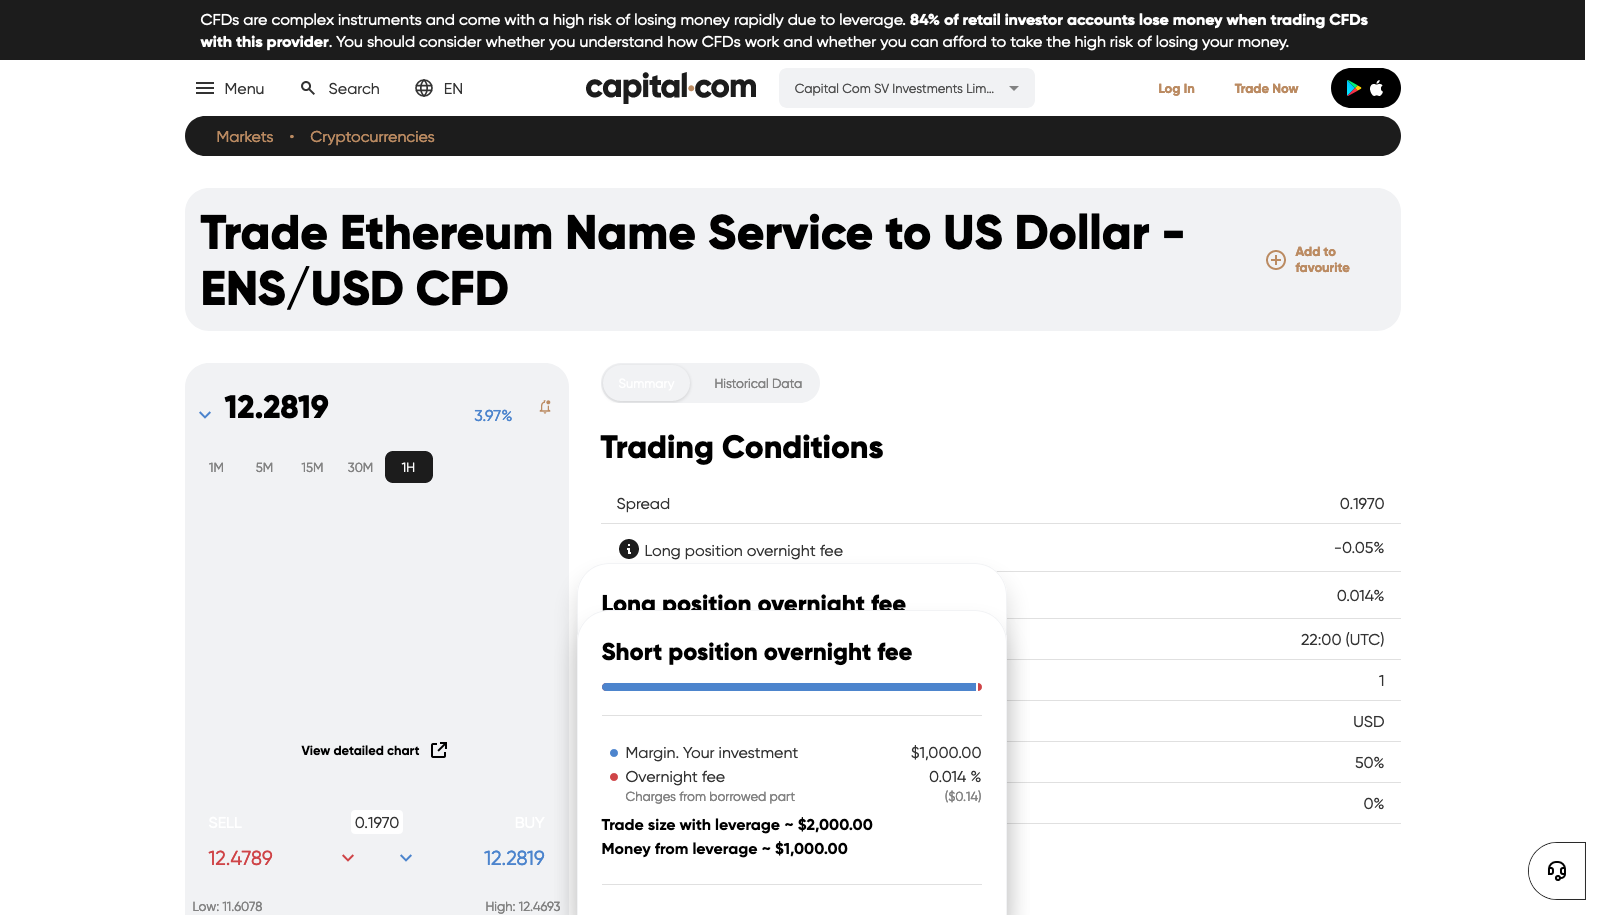 CFDs are complex instruments and come with a high risk of losing money rapidly due to leverage. 84% of retail investor accounts lose money when trading CFDs
with this provider. You should consider whether you understand how CFDs work and whether you can afford to take the high risk of losing your money.
Menu
Search
EN
capital.com
Capital Com SV Investments Lim...
Log In
Trade Now
Markets • Cryptocurrencies
Trade Ethereum Name Service to US Dollar -
ENS/USD CFD
Add to
favourite
12.2819
3.97%
1M 5M 15M 30M 1H
View detailed chart
SELL
0.1970
BUY
12.4789
12.2819
Low: 11.6078
High: 12.4693
Summary
Historical Data
Trading Conditions
Spread 0.1970
Long position overnight fee -0.05%
0.014%
22:00 (UTC)
1
USD
50%
0%
Long position overnight fee
Short position overnight fee
Margin. Your investment $1,000.00
Overnight fee 0.014 %
Charges from borrowed part ($0.14)
Trade size with leverage ~ $2,000.00
Money from leverage ~ $1,000.00